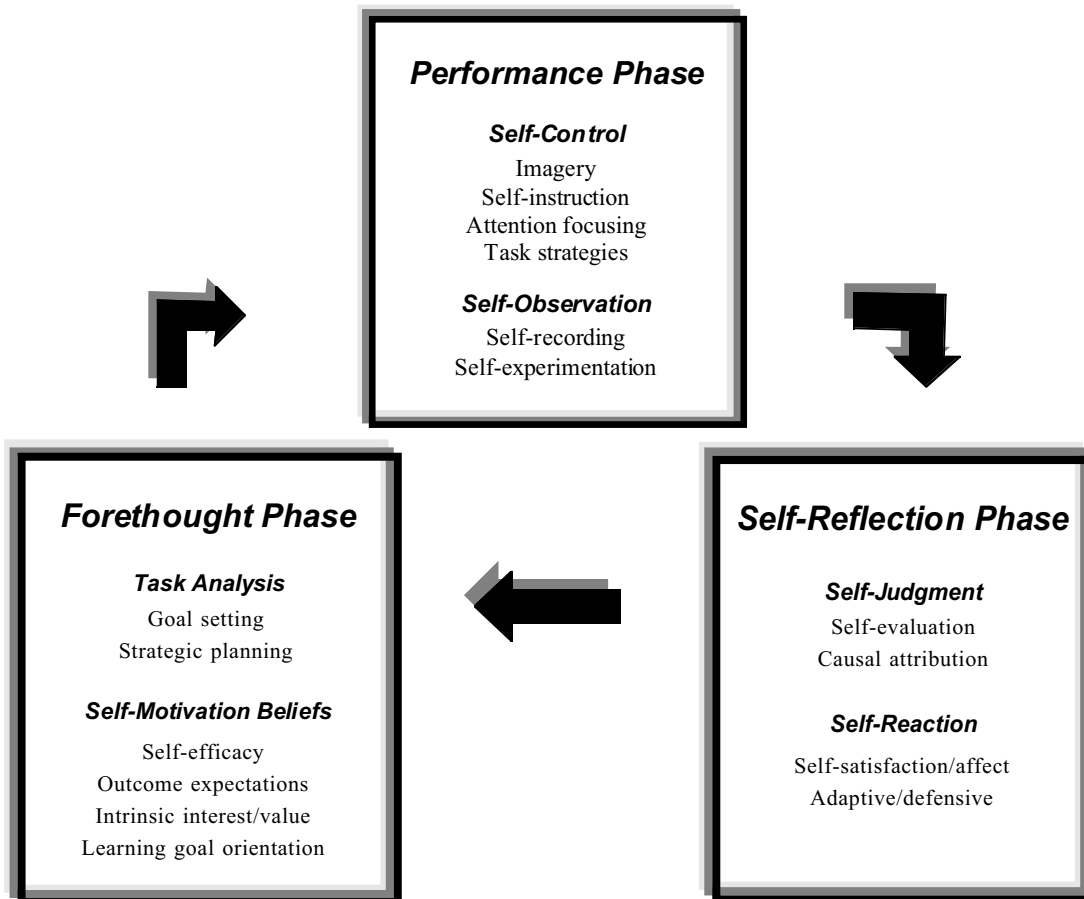 Performance Phase
Self-Control
Imagery
Self-instruction
Attention focusing
Task strategies
Self-Observation
Self-recording
Self-experimentation
Forethought Phase
Task Analysis
Goal setting
Strategic planning
Self-Motivation Beliefs
Self-efficacy
Outcome expectations
Intrinsic interest/value
Learning goal orientation
Self-Reflection Phase
Self-Judgment
Self-evaluation
Causal attribution
Self-Reaction
Self-satisfaction/affect
Adaptive/defensive